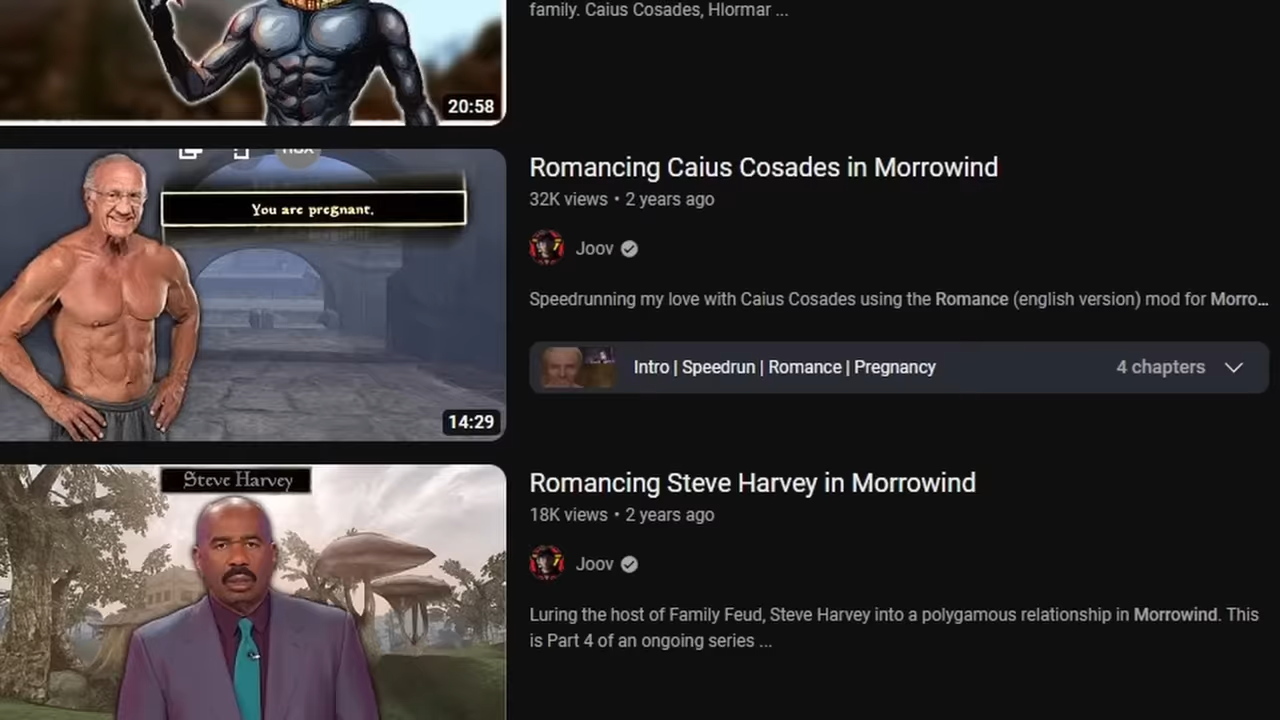 family. Caius Cosades, Hlormar ...
20:58
You are pregnant.
14:29
Romancing Caius Cosades in Morrowind
32K views • 2 years ago
Joov
Speedrunning my love with Caius Cosades using the Romance (english version) mod for Morro...
Intro | Speedrun | Romance | Pregnancy 4 chapters
Steve Harvey
Romancing Steve Harvey in Morrowind
18K views • 2 years ago
Joov
Luring the host of Family Feud, Steve Harvey into a polygamous relationship in Morrowind. This
is Part 4 of an ongoing series ...